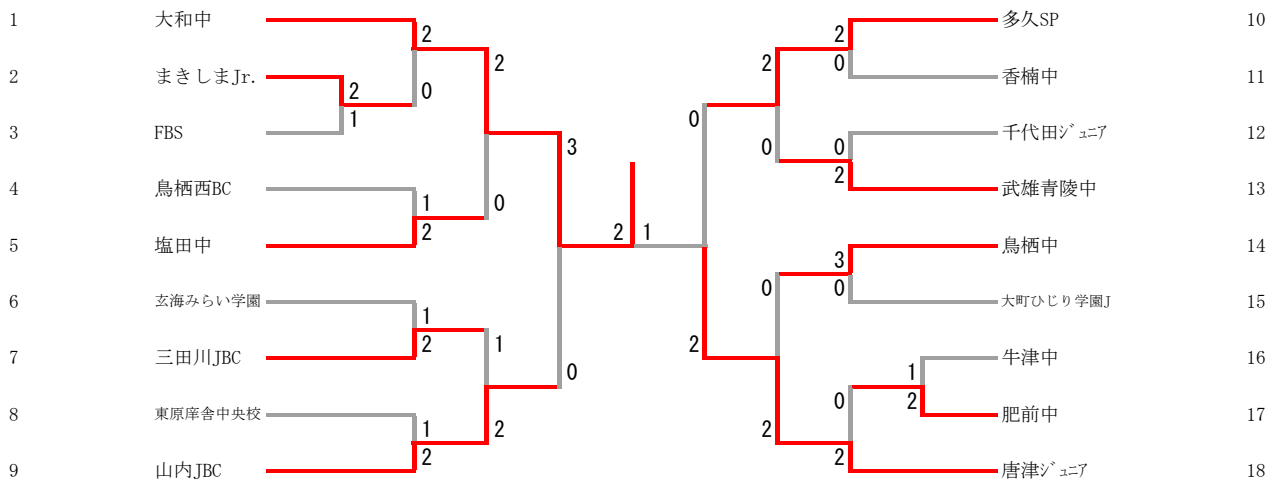 1 大和中 2 2 多久SP 10
2 まきしまJr. 2 0 2 2 0 香楠中 11
3 FBS 1 3 0 0 0 千代田ｼﾞｭﾆｱ 12
4 鳥栖西BC 1 0 2 武雄青陵中 13
5 塩田中 2 2 1 3 鳥栖中 14
6 玄海みらい学園 1 0 0 大町ひじり学園J 15
7 三田川JBC 2 1 0 2 1 牛津中 16
8 東原庠舎中央校 1 2 2 0 2 肥前中 17
9 山内JBC 2 2 唐津ｼﾞｭﾆｱ 18